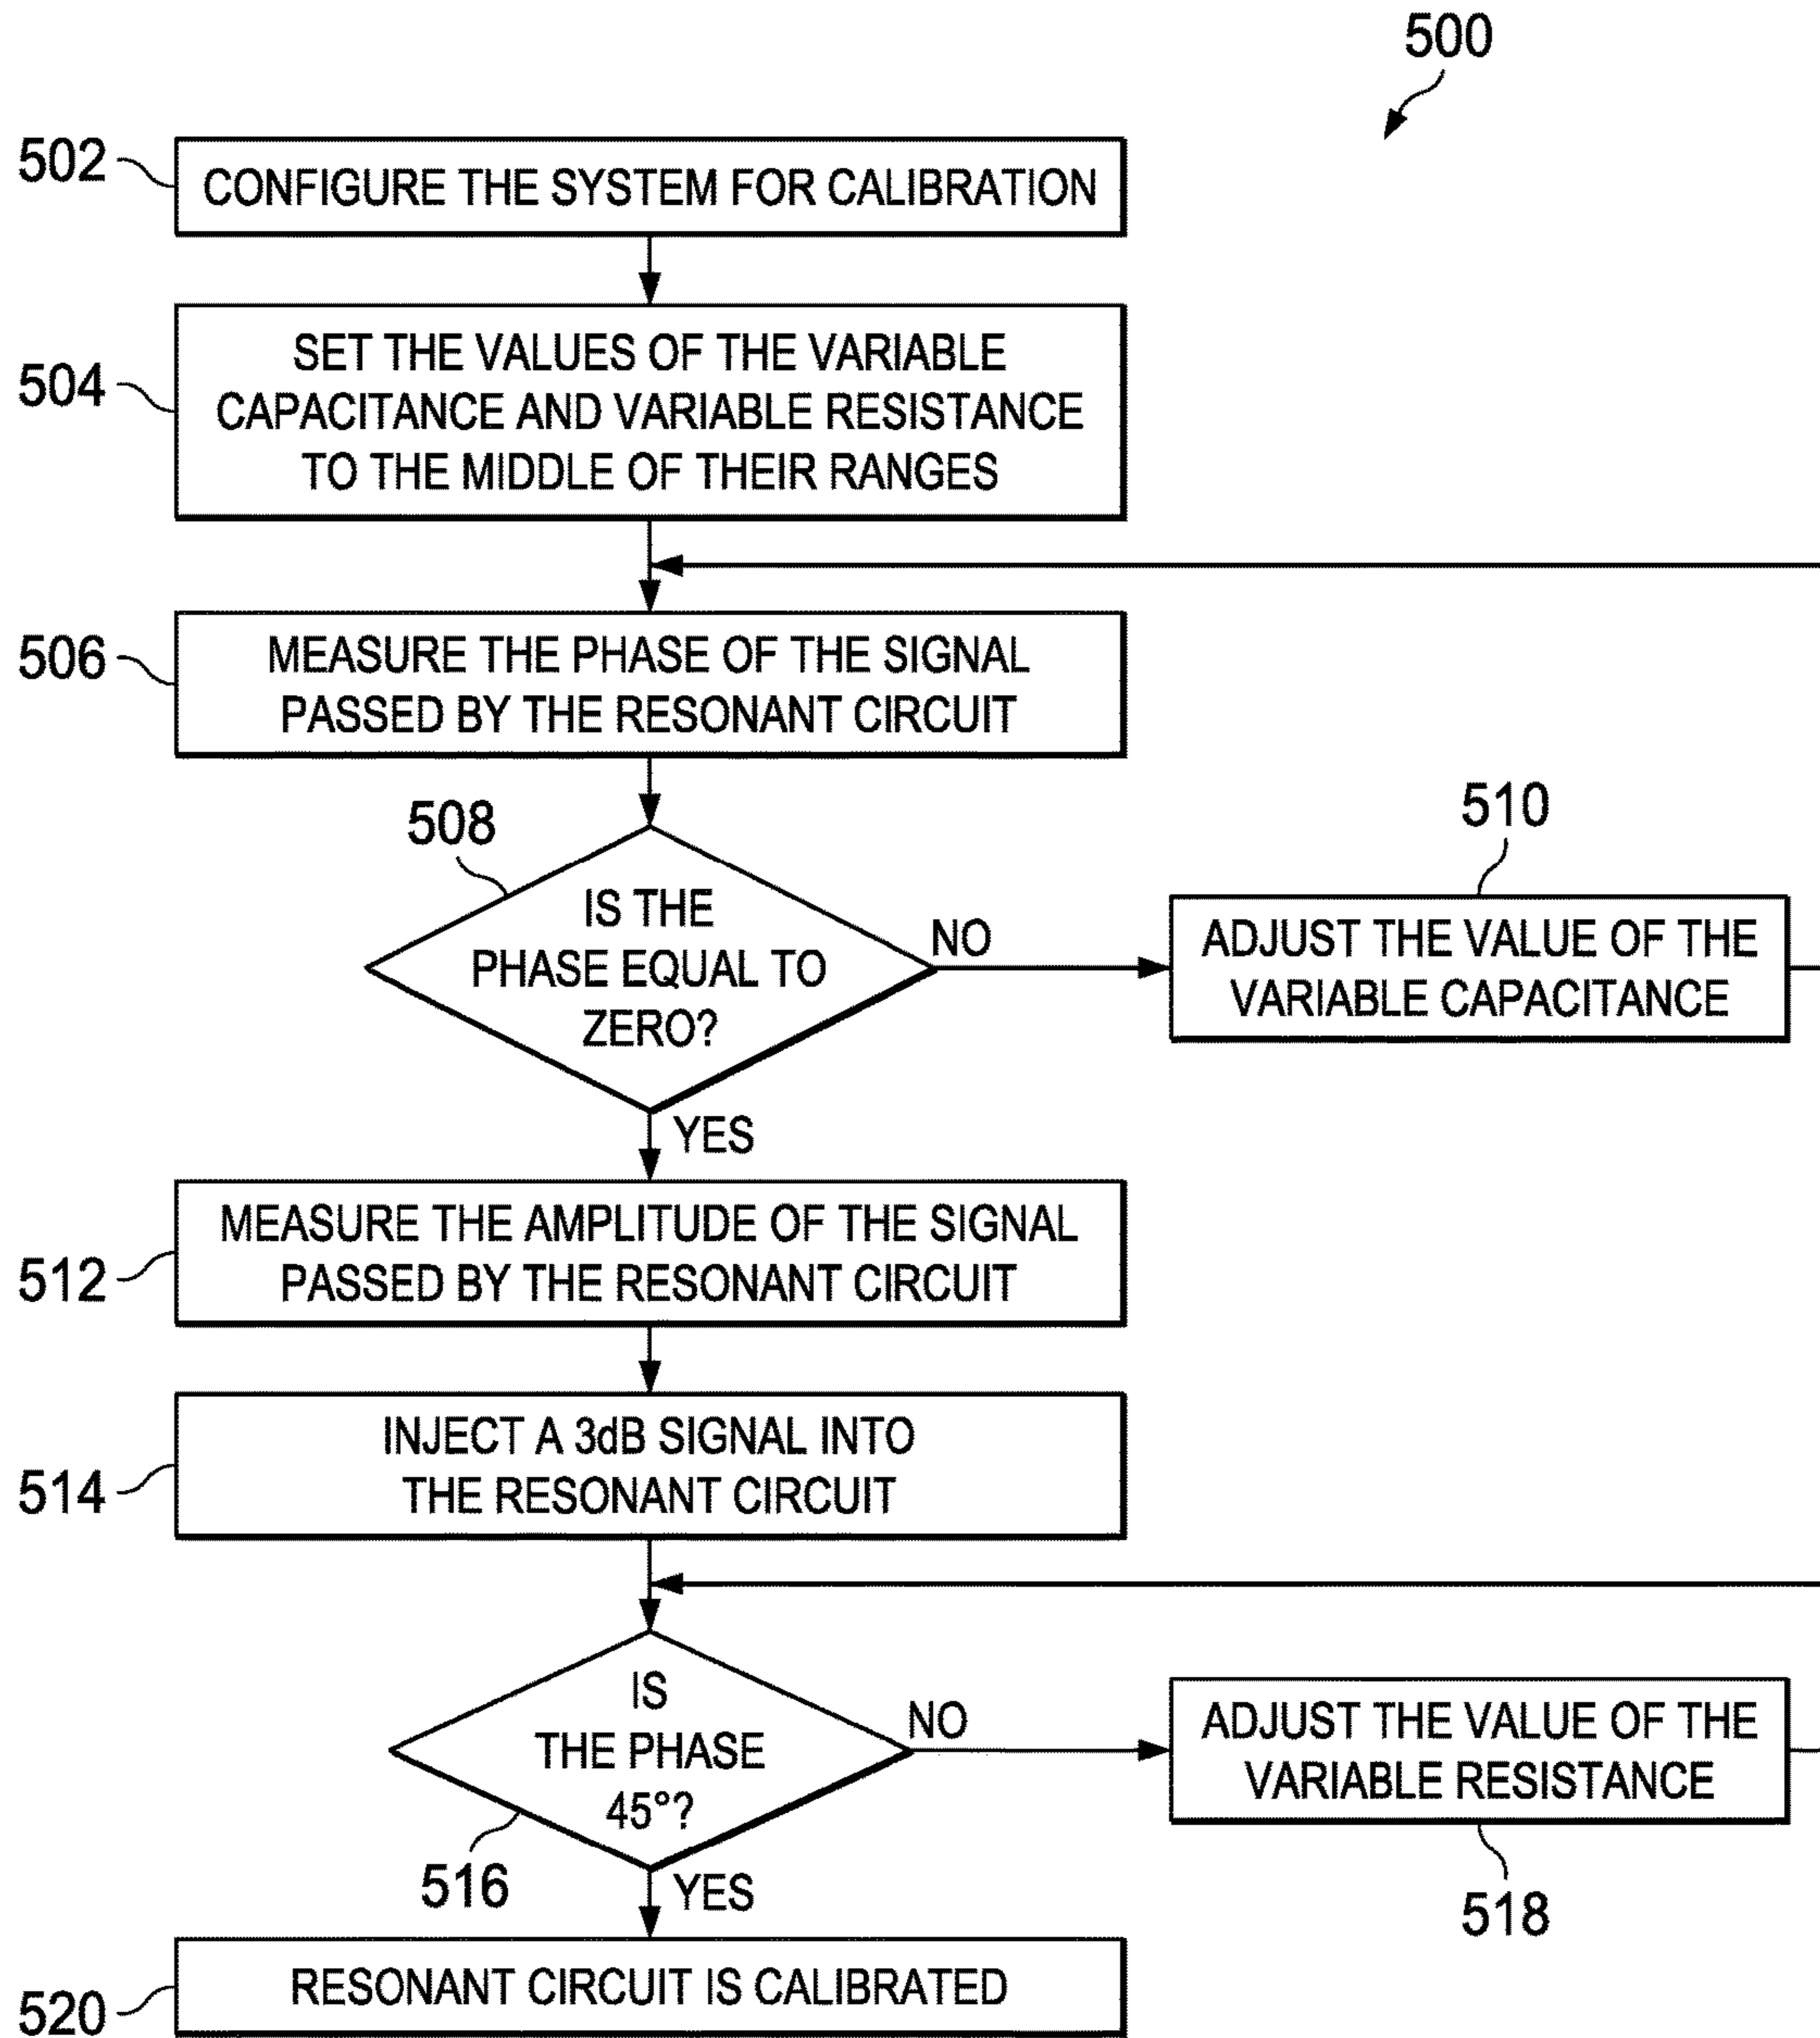 500
502
CONFIGURE THE SYSTEM FOR CALIBRATION
504
SET THE VALUES OF THE VARIABLE
CAPACITANCE AND VARIABLE RESISTANCE
TO THE MIDDLE OF THEIR RANGES
506
MEASURE THE PHASE OF THE SIGNAL
PASSED BY THE RESONANT CIRCUIT
508
IS THE
PHASE EQUAL TO
ZERO?
NO
510
ADJUST THE VALUE OF THE
VARIABLE CAPACITANCE
YES
512
MEASURE THE AMPLITUDE OF THE SIGNAL
PASSED BY THE RESONANT CIRCUIT
514
INJECT A 3dB SIGNAL INTO
THE RESONANT CIRCUIT
IS
THE PHASE
45°?
516
NO
ADJUST THE VALUE OF THE
VARIABLE RESISTANCE
518
YES
520
RESONANT CIRCUIT IS CALIBRATED